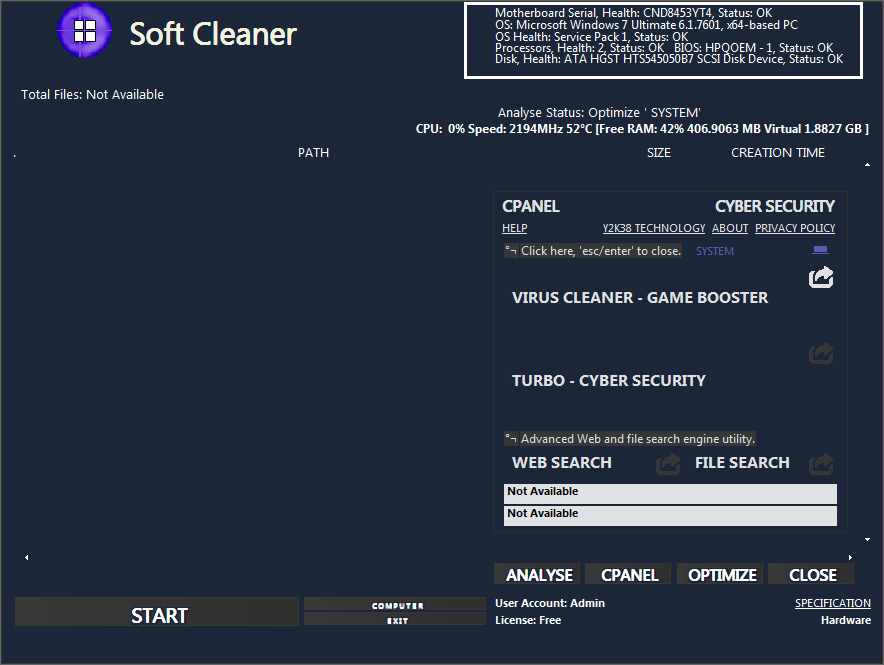 Soft Cleaner
Motherboard Serial, Health: CND8453YT4, Status: OK
OS: Microsoft Windows 7 Ultimate 6.1.7601, x64-based PC
OS Health: Service Pack 1, Status: OK
Processors, Health: 2, Status: OK BIOS: HPQOEM - 1, Status: OK
Disk, Health: ATA HGST HTS545050B7 SCSI Disk Device, Status: OK
Total Files: Not Available
Analyse Status: Optimize ' SYSTEM'
CPU: 0% Speed: 2194MHz 52°C [Free RAM: 42% 406.9063 MB Virtual 1.8827 GB ]
PATH SIZE CREATION TIME
CPANEL CYBER SECURITY
HELP Y2K38 TECHNOLOGY ABOUT PRIVACY POLICY
°¬ Click here, 'esc/enter' to close. SYSTEM
VIRUS CLEANER - GAME BOOSTER
TURBO - CYBER SECURITY
°¬ Advanced Web and file search engine utility.
WEB SEARCH FILE SEARCH
Not Available
Not Available
ANALYSE CPANEL OPTIMIZE CLOSE
START
COMPUTER
EXIT
User Account: Admin SPECIFICATION
License: Free Hardware